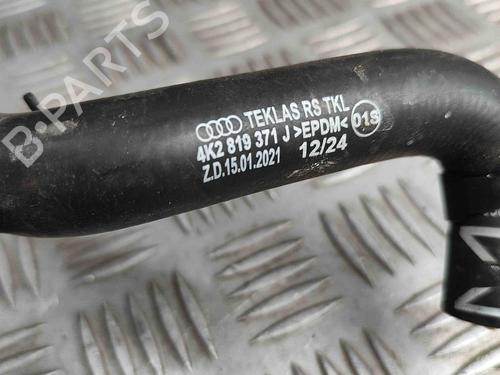 B-PARTS
TEKLAS RS TKL
4K2 819 371 J >EPDM< 01S
Z.D.15.01.2021 12/24